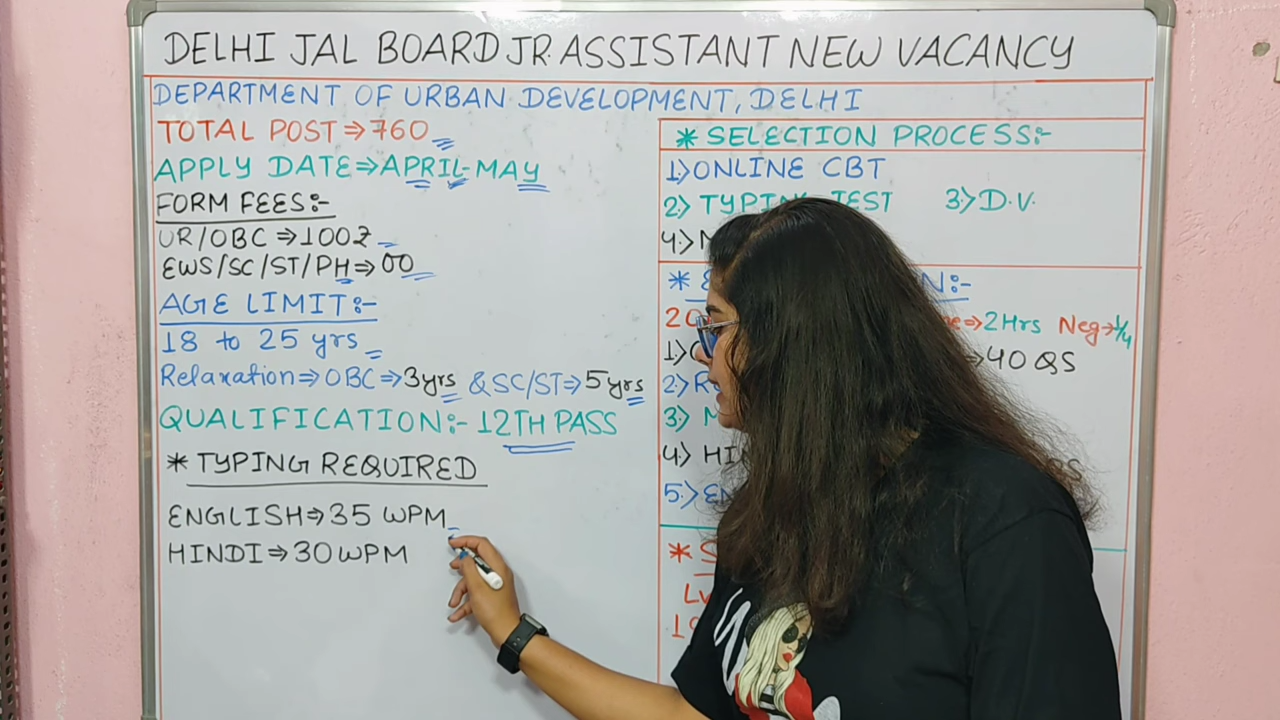 DELHI JAL BOARD JR. ASSISTANT NEW VACANCY
DEPARTMENT OF URBAN DEVELOPMENT, DELHI
TOTAL POST ⇒ 760
APPLY DATE ⇒ APRIL-MAY
FORM FEES:-
UR/OBC ⇒ 100₹
EWS/SC/ST/PH ⇒ 00
AGE LIMIT:-
18 to 25 yrs
Relaxation ⇒ OBC ⇒ 3yrs & SC/ST ⇒ 5yrs
QUALIFICATION:- 12TH PASS
* TYPING REQUIRED
ENGLISH ⇒ 35 WPM
HINDI ⇒ 30 WPM
* SELECTION PROCESS:-
1.) ONLINE CBT
2.) TYPING TEST 3.) D.V.
4.)
*
⇒ 2Hrs Neg → 1/4
1.) ⇒ 40 QS
2.)
3.)
4.)
5.)
*